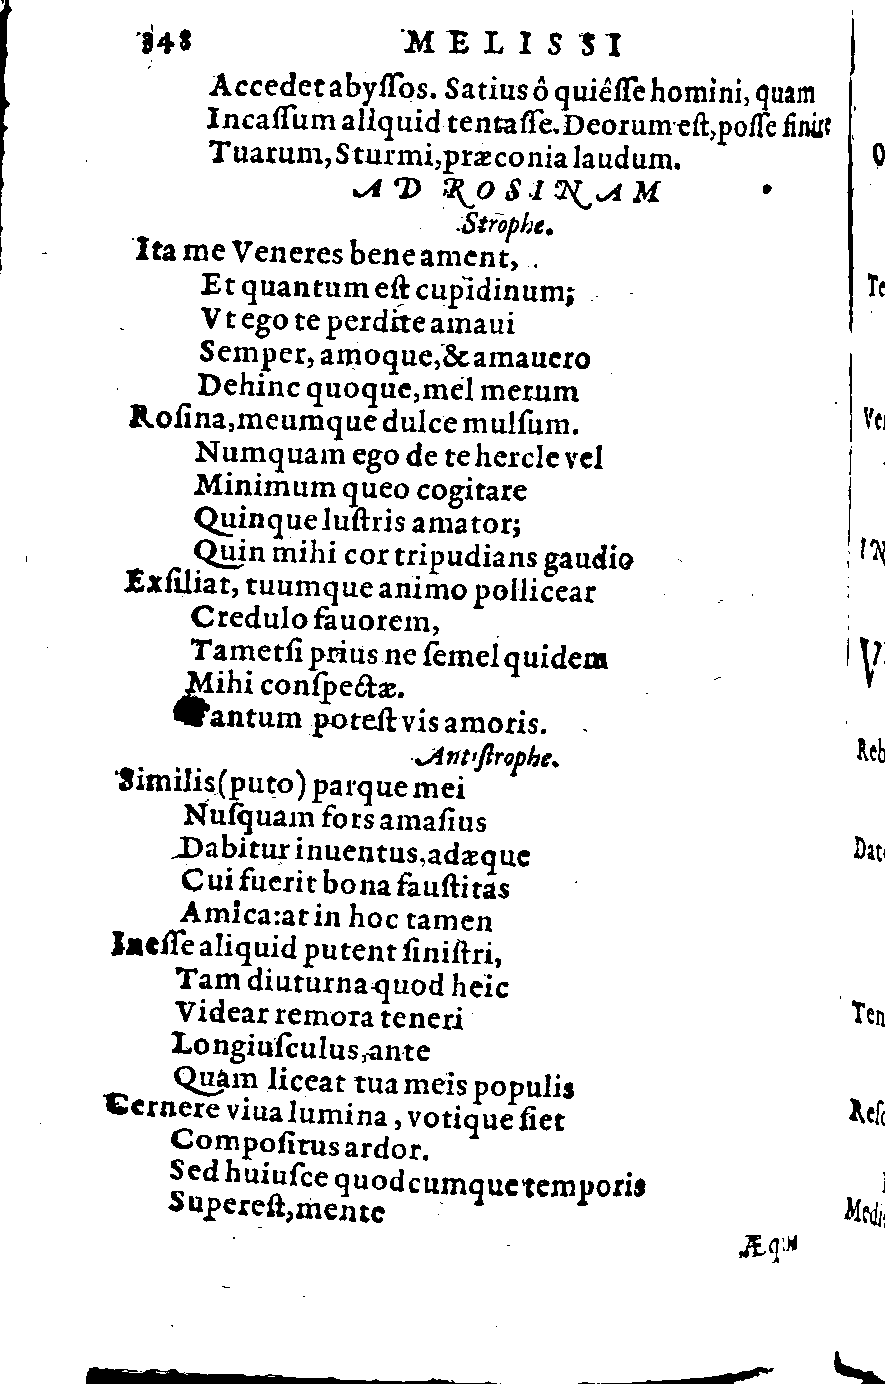 348 MELISSI
Accedet abyſſos. Satius ô quiêſſe homini, quam
Incaſſum aliquid tentaſſe. Deorum eſt, poſſe finire
Tuarum, Sturmi, præconia laudum.
AD ROSINAM
Strophe.
Ita me Veneres bene ament,
Et quantum eſt cupidinum;
Vt ego te perdite amaui
Semper, amoque, & amauero
Dehinc quoque, mel merum
Roſina, meumque dulce mulſum.
Numquam ego de te hercle vel
Minimum queo cogitare
Quinque luſtris amator;
Quin mihi cor tripudians gaudio
Exſiliat, tuumque animo pollicear
Credulo fauorem,
Tametſi prius ne ſemel quidem
Mihi conſpectæ.
Tantum poteſt vis amoris.
Antiſtrophe.
Similis (puto) parque mei
Nuſquam fors amaſius
Dabitur inuentus, adæque
Cui fuerit bona fauſtitas
Amica: at in hoc tamen
Ineſſe aliquid putent ſiniſtri,
Tam diuturna quod heic
Videar remora teneri
Longiuſculus, ante
Quàm liceat tua meis populis
Cernere viua lumina, votique fiet
Compoſitus ardor.
Sed huiuſce quodcumque temporis
Supereſt, mente
Æqua
O
Te
Ver
IN
V
Reb
Date
Ten
Reſc
Medi